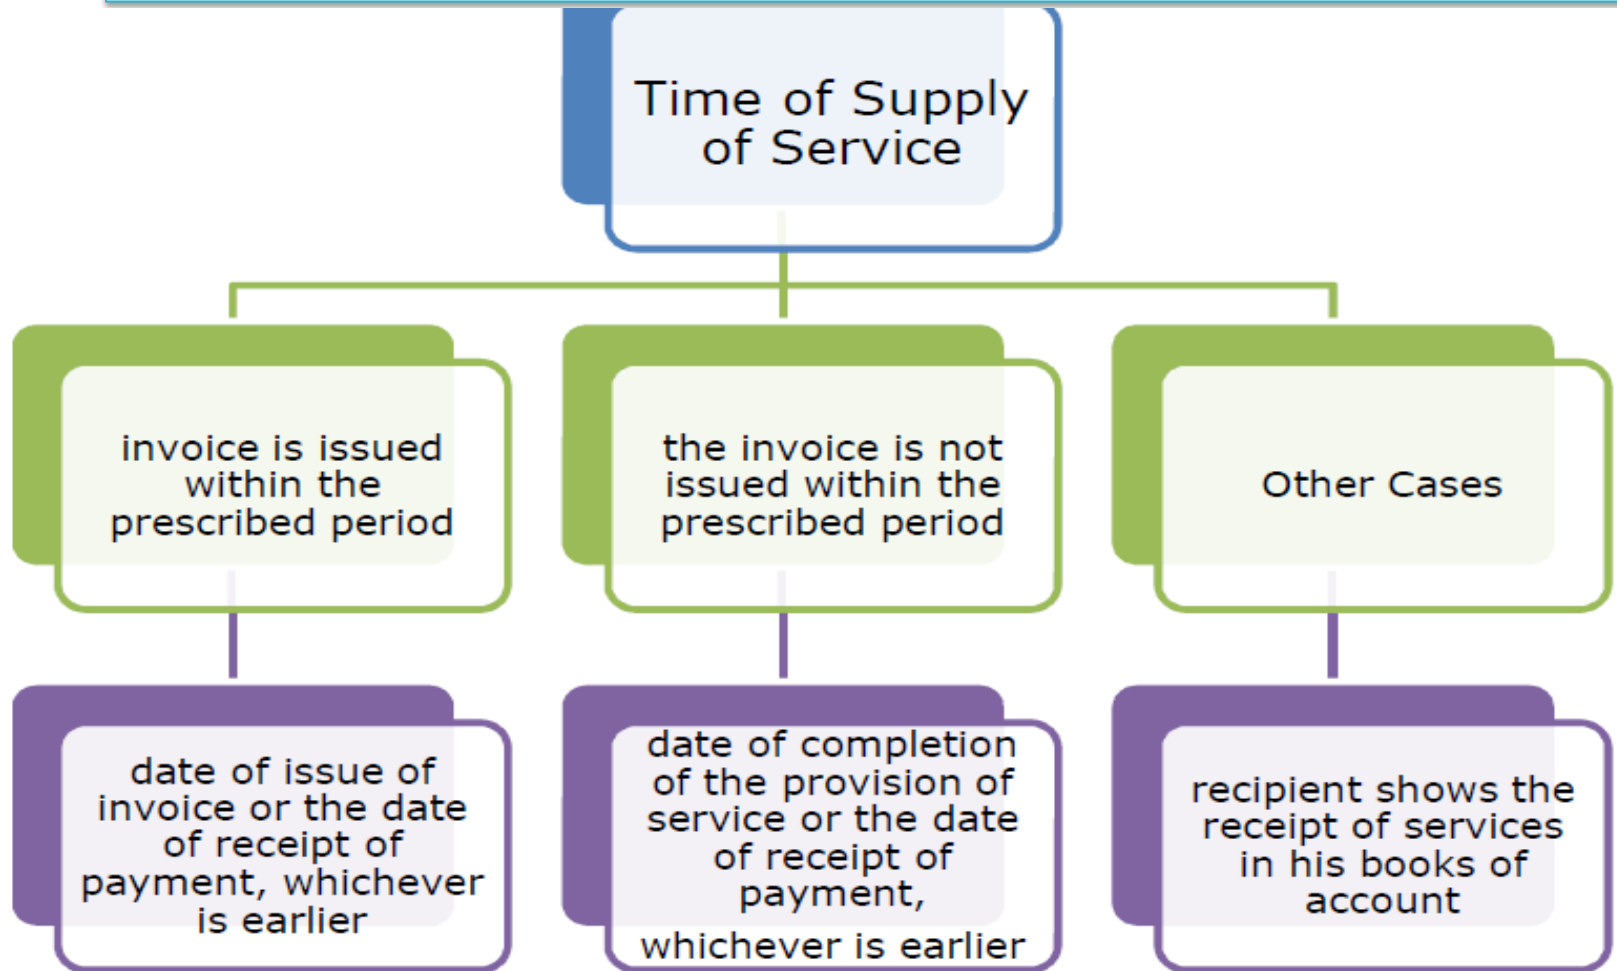 Time of Supply
of Service
invoice is issued
within the
prescribed period
the invoice is not
issued within the
prescribed period
Other Cases
date of issue of
invoice or the date
of receipt of
payment, whichever
is earlier
date of completion
of the provision of
service or the date
of receipt of
payment,
whichever is earlier
recipient shows the
receipt of services
in his books of
account